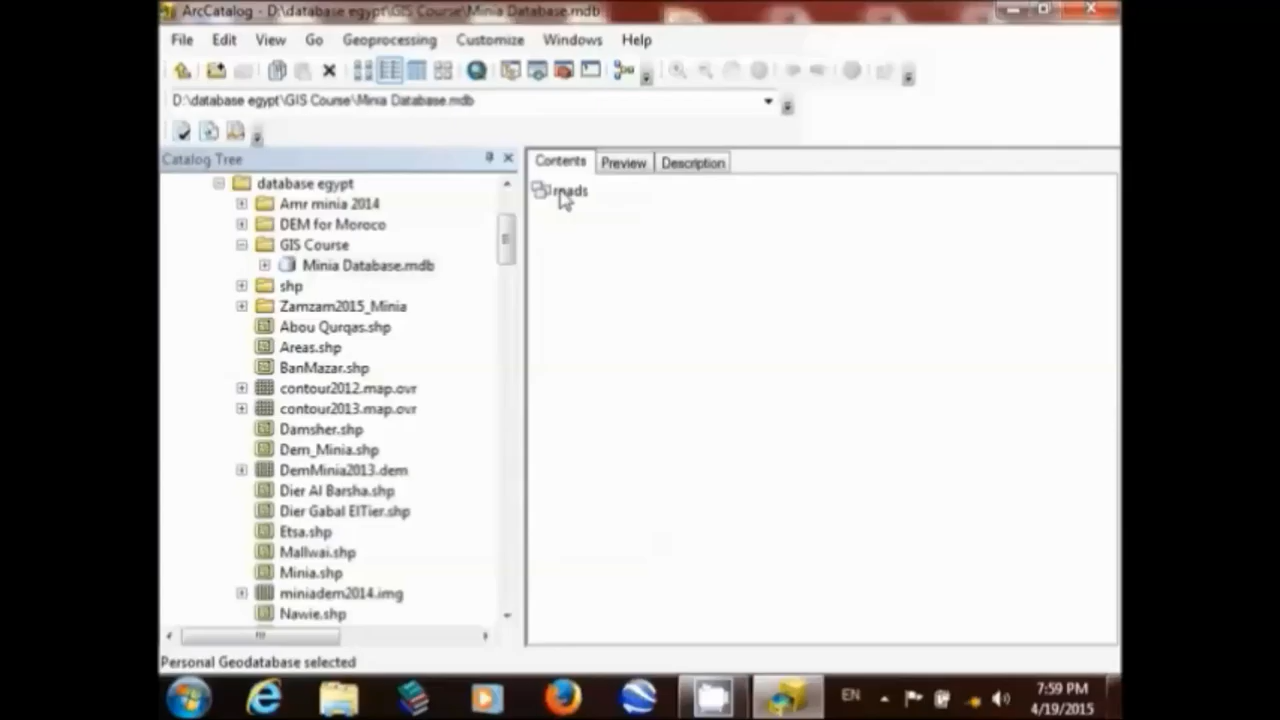 ArcCatalog - D:\database egypt\GIS Course\Minia Database.mdb
File Edit View Go Geoprocessing Customize Windows Help
D:\database egypt\GIS Course\Minia Database.mdb
Catalog Tree
Contents Preview Description
database egypt
Amr minia 2014
DEM for Moroco
GIS Course
Minia Database.mdb
shp
Zamzam2015_Minia
Abou Qurqas.shp
Areas.shp
BanMazar.shp
contour2012.map.ovr
contour2013.map.ovr
Damsher.shp
Dem_Minia.shp
DemMinia2013.dem
Dier Al Barsha.shp
Dier Gabal ElTier.shp
Etsa.shp
Mallwai.shp
Minia.shp
miniadem2014.img
Nawie.shp
roads
Personal Geodatabase selected
EN
7:59 PM
4/19/2015